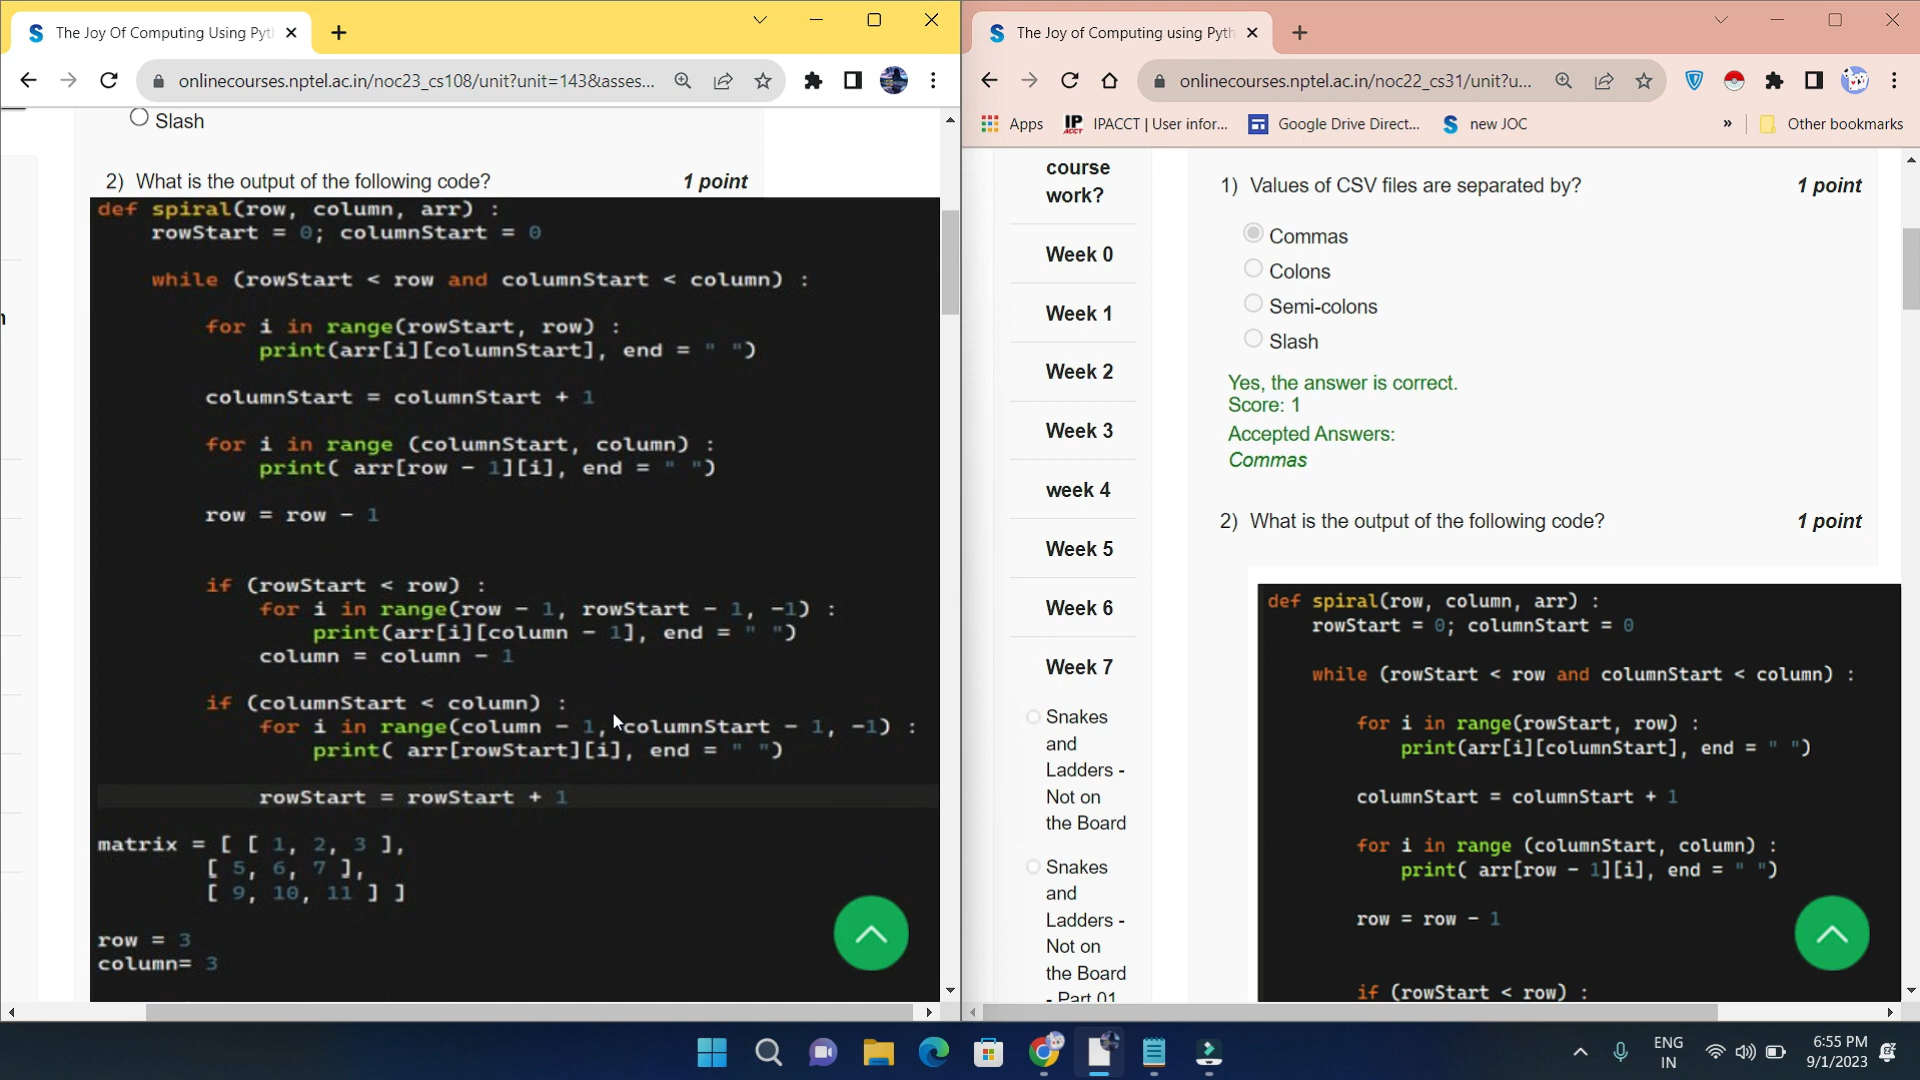 The Joy Of Computing Using Pyt
onlinecourses.nptel.ac.in/noc23_cs108/unit?unit=143&asses...
Slash
2) What is the output of the following code? 1 point
def spiral(row, column, arr) :
rowStart = 0; columnStart = 0
while (rowStart < row and columnStart < column) :
for i in range(rowStart, row) :
print(arr[i][columnStart], end = " ")
columnStart = columnStart + 1
for i in range (columnStart, column) :
print( arr[row - 1][i], end = " ")
row = row - 1
if (rowStart < row) :
for i in range(row - 1, rowStart - 1, -1) :
print(arr[i][column - 1], end = " ")
column = column - 1
if (columnStart < column) :
for i in range(column - 1, columnStart - 1, -1) :
print( arr[rowStart][i], end = " ")
rowStart = rowStart + 1
matrix = [ [ 1, 2, 3 ],
[ 5, 6, 7 ],
[ 9, 10, 11 ] ]
row = 3
column= 3
The Joy of Computing using Pyth
onlinecourses.nptel.ac.in/noc22_cs31/unit?u...
Apps
IP
ACCT
IPACCT | User infor...
Google Drive Direct...
new JOC
»
Other bookmarks
course
work?
Week 0
Week 1
Week 2
Week 3
week 4
Week 5
Week 6
Week 7
Snakes
and
Ladders -
Not on
the Board
Snakes
and
Ladders -
Not on
the Board
- Part 01
1) Values of CSV files are separated by? 1 point
Commas
Colons
Semi-colons
Slash
Yes, the answer is correct.
Score: 1
Accepted Answers:
Commas
2) What is the output of the following code? 1 point
def spiral(row, column, arr) :
rowStart = 0; columnStart = 0
while (rowStart < row and columnStart < column) :
for i in range(rowStart, row) :
print(arr[i][columnStart], end = " ")
columnStart = columnStart + 1
for i in range (columnStart, column) :
print( arr[row - 1][i], end = " ")
row = row - 1
if (rowStart < row) :
ENG
IN
6:55 PM
9/1/2023